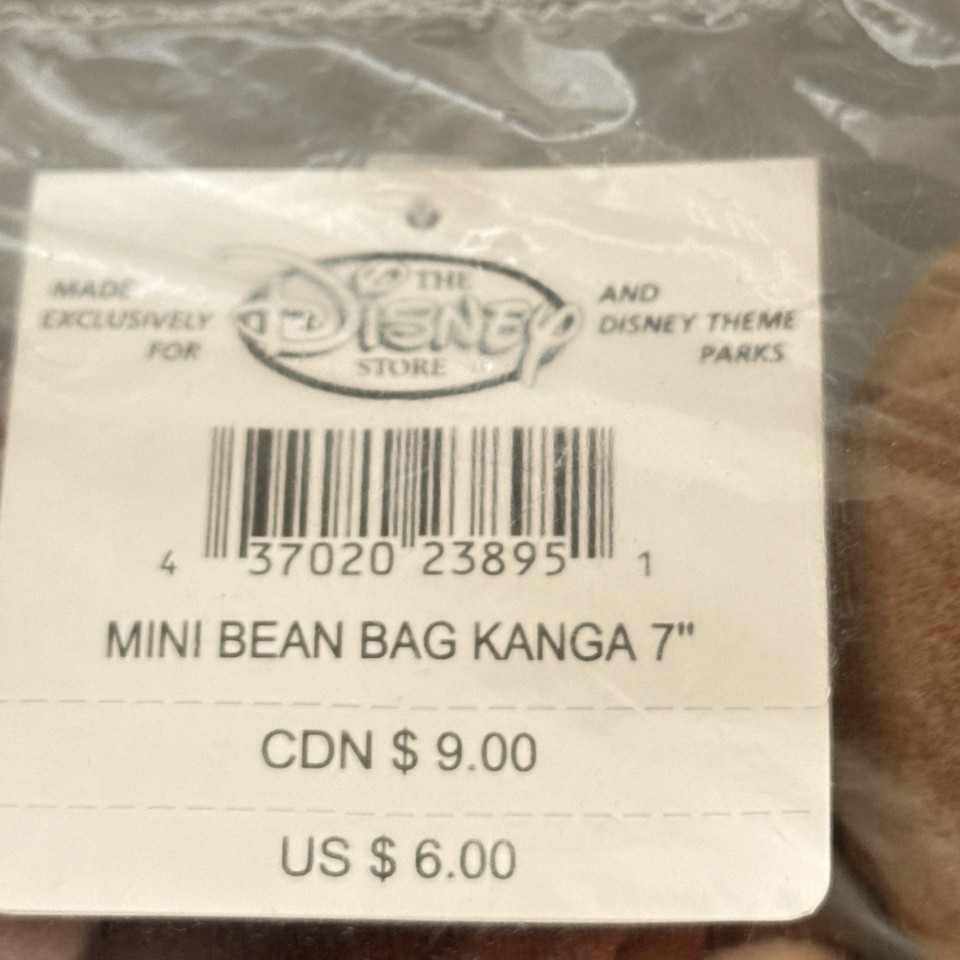 MADE
EXCLUSIVELY
FOR
THE
Disney
STORE
AND
DISNEY THEME
PARKS
4 37020 23895 1
MINI BEAN BAG KANGA 7"
CDN $ 9.00
US $ 6.00